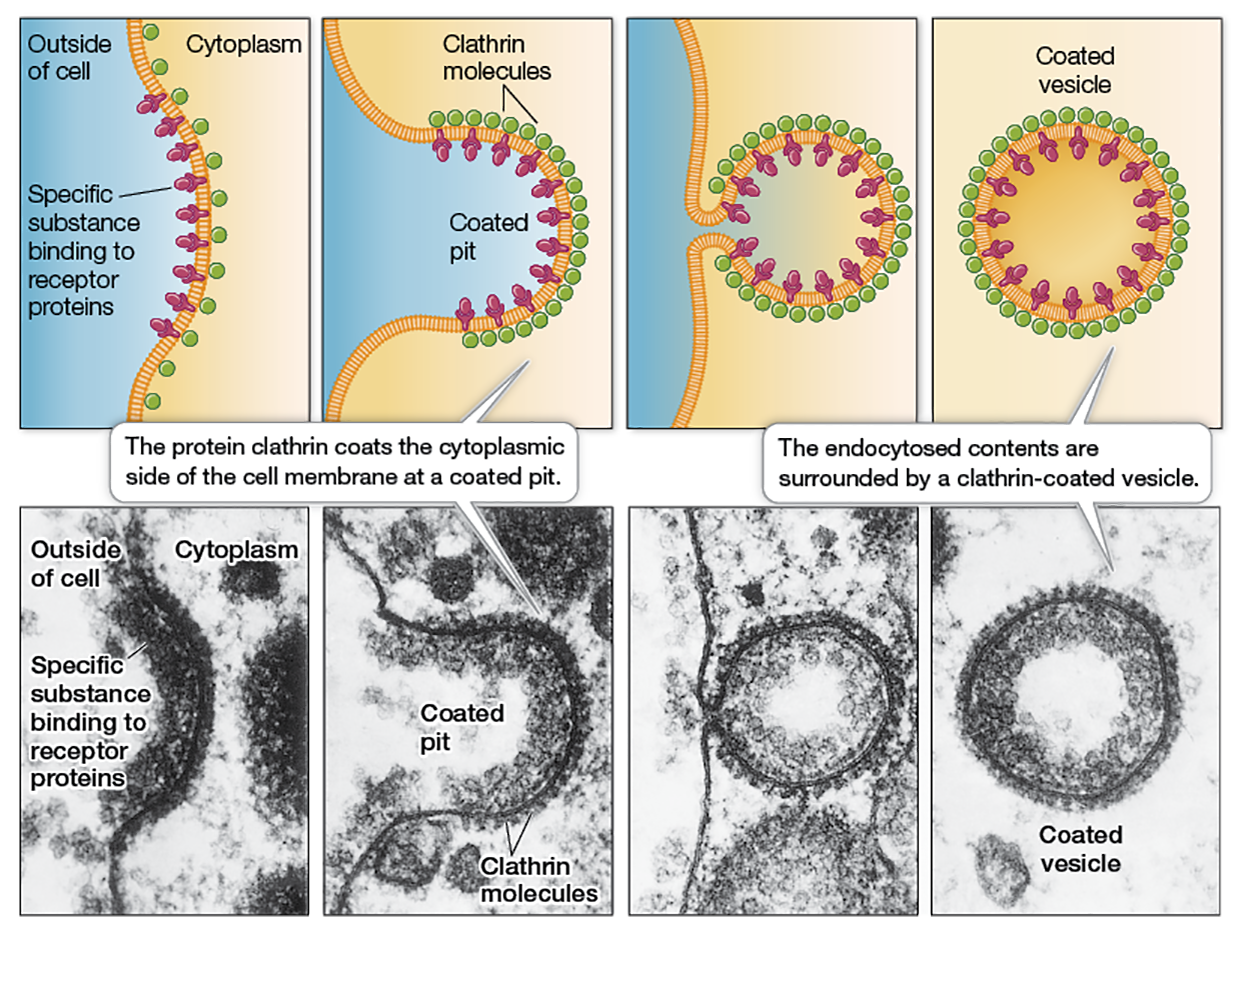 Outside
of cell
Cytoplasm
Specific
substance
binding to
receptor
proteins
Clathrin
molecules
Coated
pit
Coated
vesicle
The protein clathrin coats the cytoplasmic
side of the cell membrane at a coated pit.
The endocytosed contents are
surrounded by a clathrin-coated vesicle.
Outside
of cell
Cytoplasm
Specific
substance
binding to
receptor
proteins
Coated
pit
Clathrin
molecules
Coated
vesicle